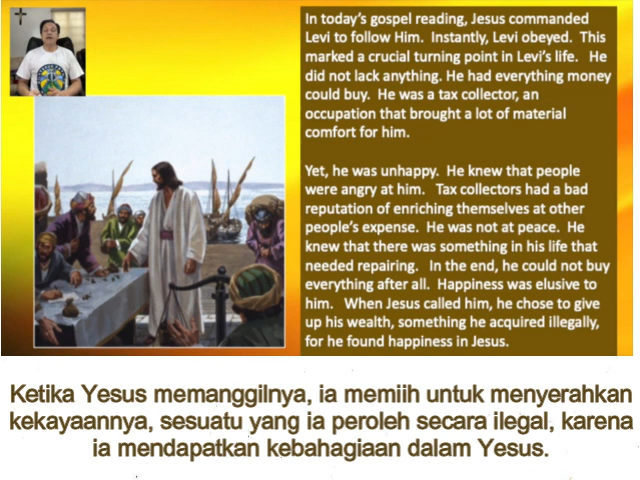 In today's gospel reading, Jesus commanded
Levi to follow Him.  Instantly, Levi obeyed.  This
marked a crucial turning point in Levi's life.   He
did not lack anything. He had everything money
could buy.  He was a tax collector, an
occupation that brought a lot of material
comfort for him.
Yet, he was unhappy.  He knew that people
were angry at him.   Tax collectors had a bad
reputation of enriching themselves at other
people's expense.  He was not at peace.  He
knew that there was something in his life that
needed repairing.   In the end, he could not buy
everything after all.  Happiness was elusive to
him.   When Jesus called him, he chose to give
up his wealth, something he acquired illegally,
for he found happiness in Jesus.
Ketika Yesus memanggilnya, ia memiih untuk menyerahkan
kekayaannya, sesuatu yang ia peroleh secara ilegal, karena
ia mendapatkan kebahagiaan dalam Yesus.